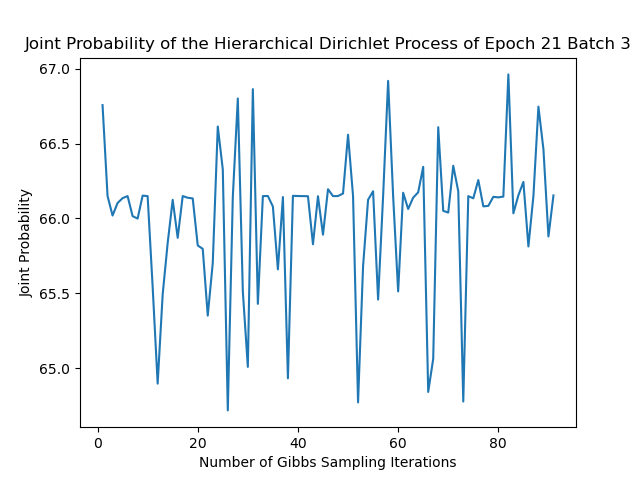 Joint Probability of the Hierarchical Dirichlet Process of Epoch 21 Batch 3
67.0
66.5
66.0
65.5
65.0
Joint Probability
0 20 40 60 80
Number of Gibbs Sampling Iterations